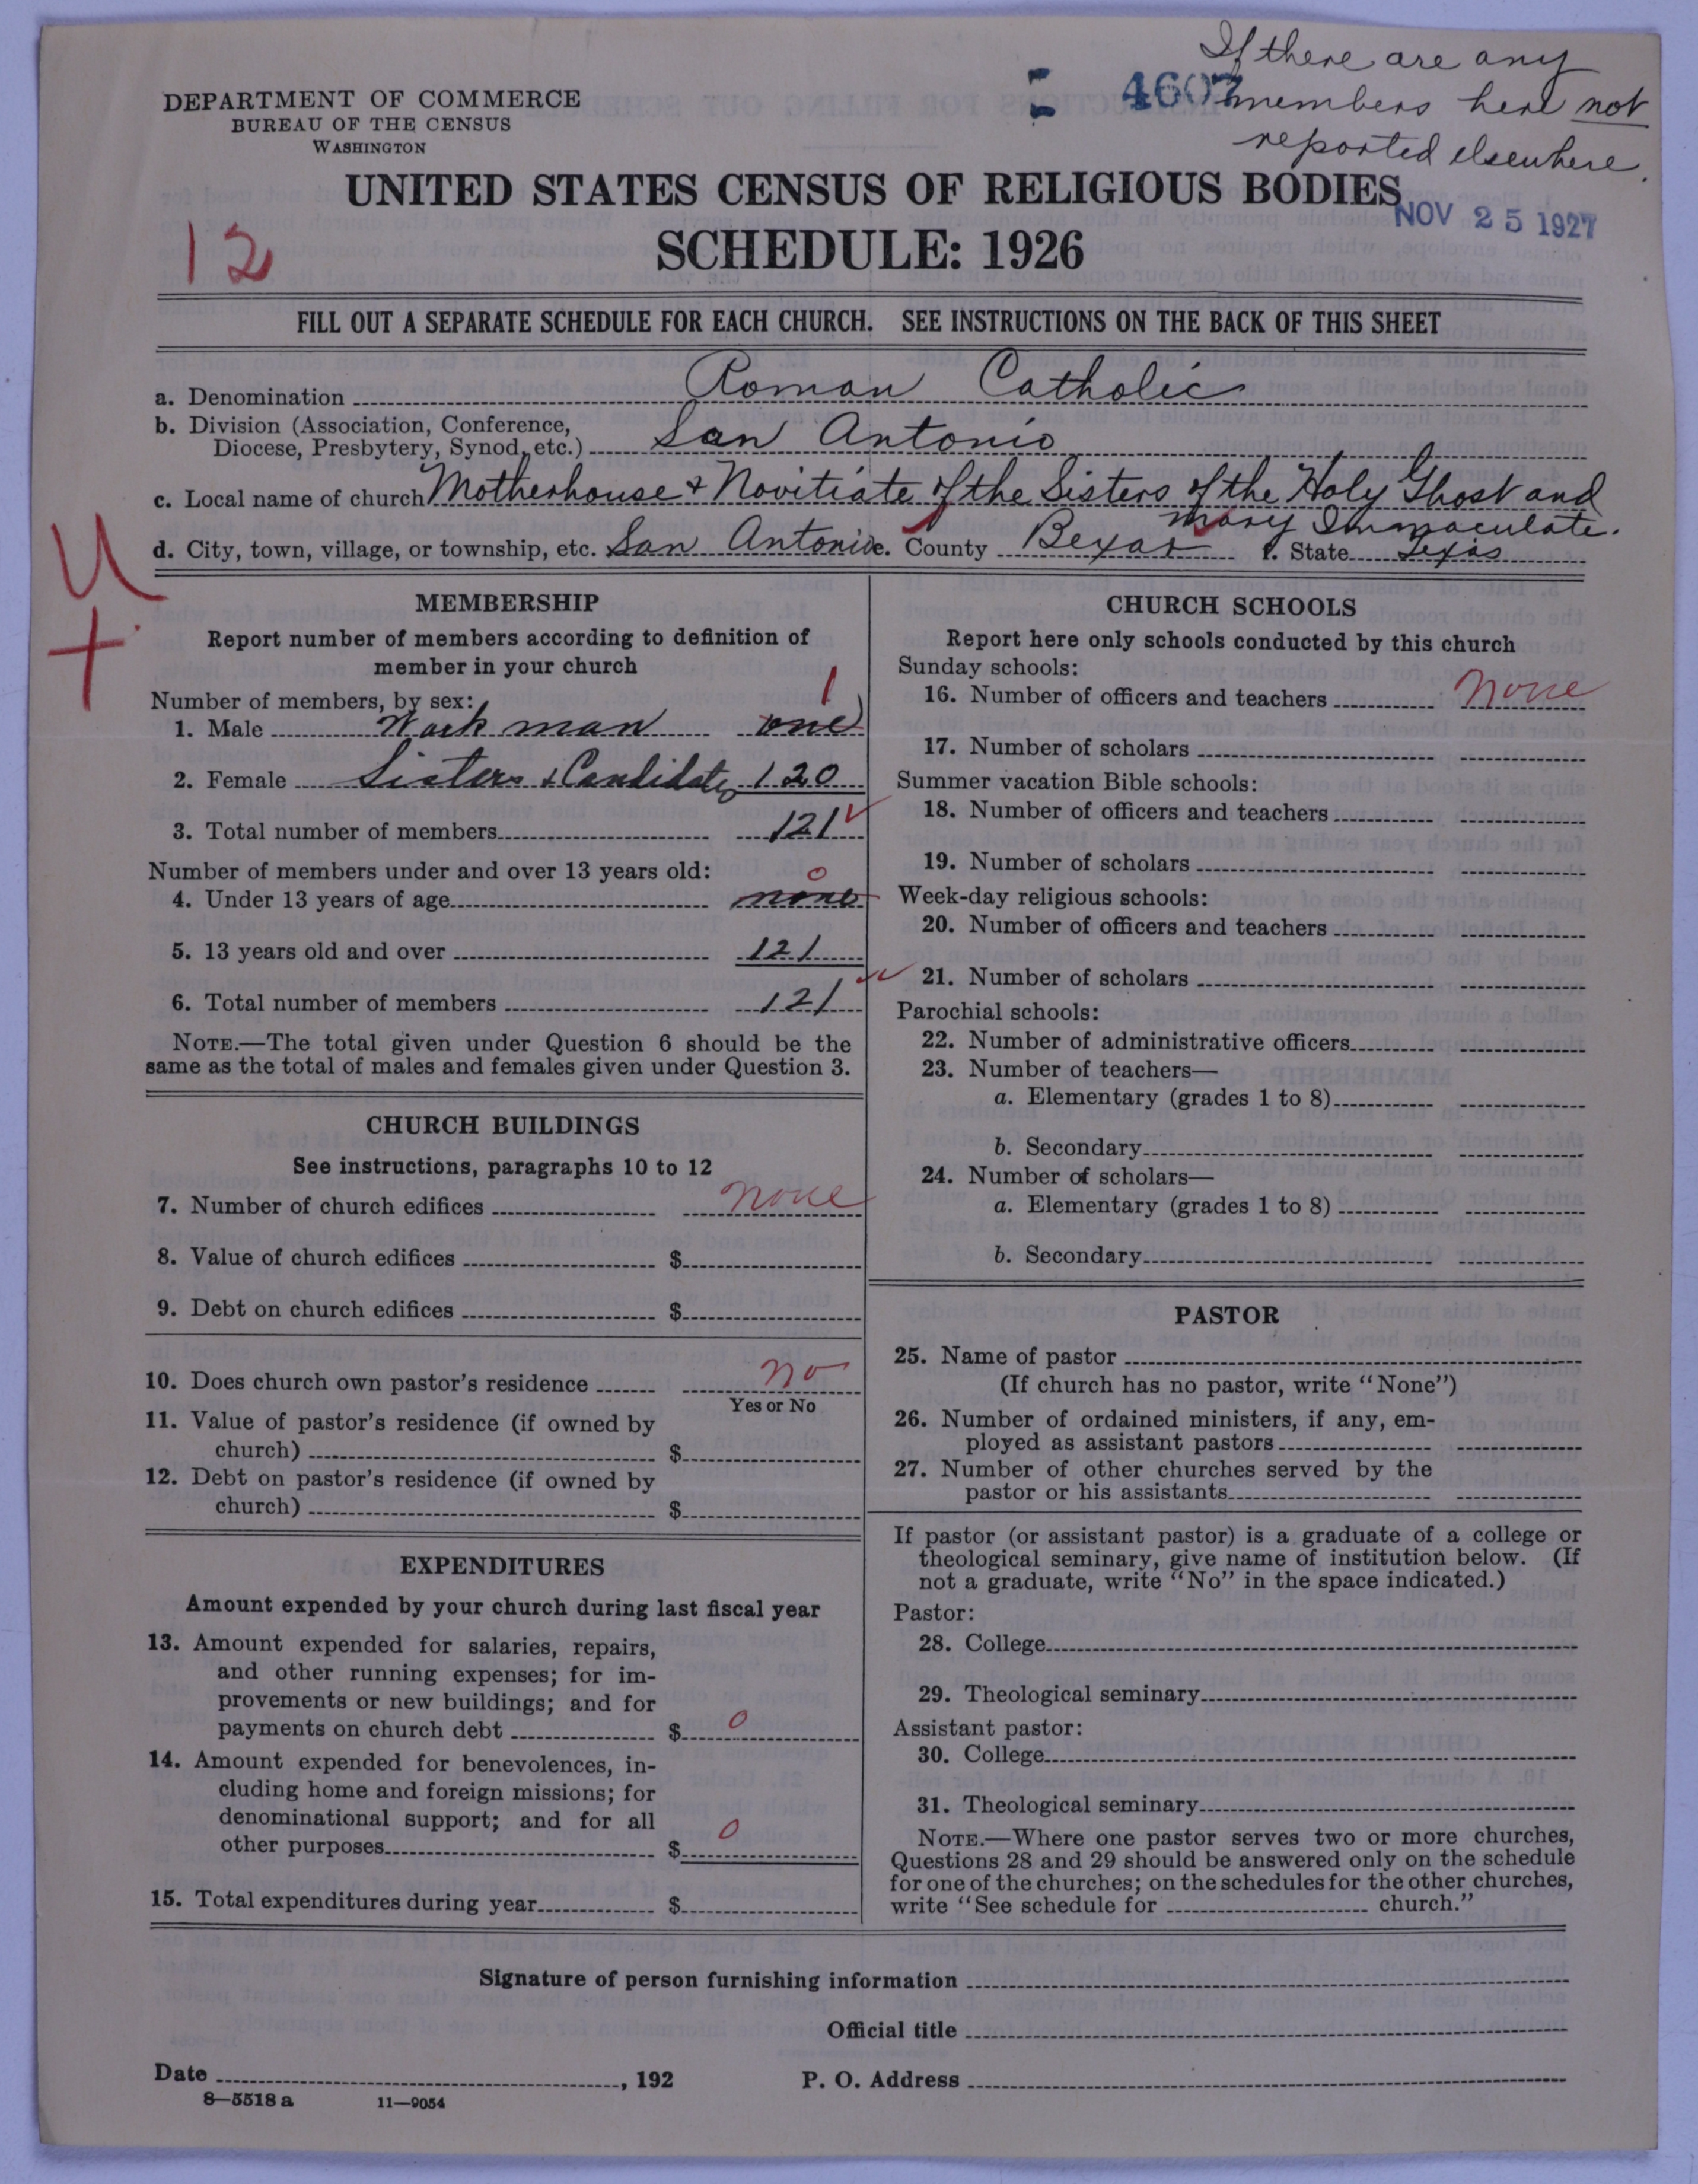 If there are any
4607 members here not
reported elsewhere.
DEPARTMENT OF COMMERCE
BUREAU OF THE CENSUS
WASHINGTON
UNITED STATES CENSUS OF RELIGIOUS BODIES
NOV 25 1927
12
SCHEDULE: 1926
FILL OUT A SEPARATE SCHEDULE FOR EACH CHURCH. SEE INSTRUCTIONS ON THE BACK OF THIS SHEET
a. Denomination Roman Catholic
b. Division (Association, Conference,
Diocese, Presbytery, Synod, etc.) San Antonio
c. Local name of church Motherhouse & Novitiate of the Sisters of the Holy Ghost and
Mary Immaculate.
d. City, town, village, or township, etc. San Antonio e. County Bexar f. State Texas
U
+
MEMBERSHIP
Report number of members according to definition of
member in your church
Number of members, by sex:
1
1. Male Work man one
2. Female Sisters & Candidates 120
3. Total number of members 121
Number of members under and over 13 years old:
0
4. Under 13 years of age none
5. 13 years old and over 121
6. Total number of members 121
NOTE.—The total given under Question 6 should be the
same as the total of males and females given under Question 3.
CHURCH BUILDINGS
See instructions, paragraphs 10 to 12
7. Number of church edifices none
8. Value of church edifices $
9. Debt on church edifices $
10. Does church own pastor's residence no
Yes or No
11. Value of pastor's residence (if owned by
church) $
12. Debt on pastor's residence (if owned by
church) $
EXPENDITURES
Amount expended by your church during last fiscal year
13. Amount expended for salaries, repairs,
and other running expenses; for im-
provements or new buildings; and for
payments on church debt $ 0
14. Amount expended for benevolences, in-
cluding home and foreign missions; for
denominational support; and for all
other purposes $ 0
15. Total expenditures during year $
CHURCH SCHOOLS
Report here only schools conducted by this church
Sunday schools:
16. Number of officers and teachers none
17. Number of scholars
Summer vacation Bible schools:
18. Number of officers and teachers
19. Number of scholars
Week-day religious schools:
20. Number of officers and teachers
21. Number of scholars
Parochial schools:
22. Number of administrative officers
23. Number of teachers—
a. Elementary (grades 1 to 8)
b. Secondary
24. Number of scholars—
a. Elementary (grades 1 to 8)
b. Secondary
PASTOR
25. Name of pastor
(If church has no pastor, write "None")
26. Number of ordained ministers, if any, em-
ployed as assistant pastors
27. Number of other churches served by the
pastor or his assistants
If pastor (or assistant pastor) is a graduate of a college or
theological seminary, give name of institution below. (If
not a graduate, write "No" in the space indicated.)
Pastor:
28. College
29. Theological seminary
Assistant pastor:
30. College
31. Theological seminary
NOTE.—Where one pastor serves two or more churches,
Questions 28 and 29 should be answered only on the schedule
for one of the churches; on the schedules for the other churches,
write "See schedule for church."
Signature of person furnishing information
Official title
Date , 192 P. O. Address
8—5518 a 11—9054